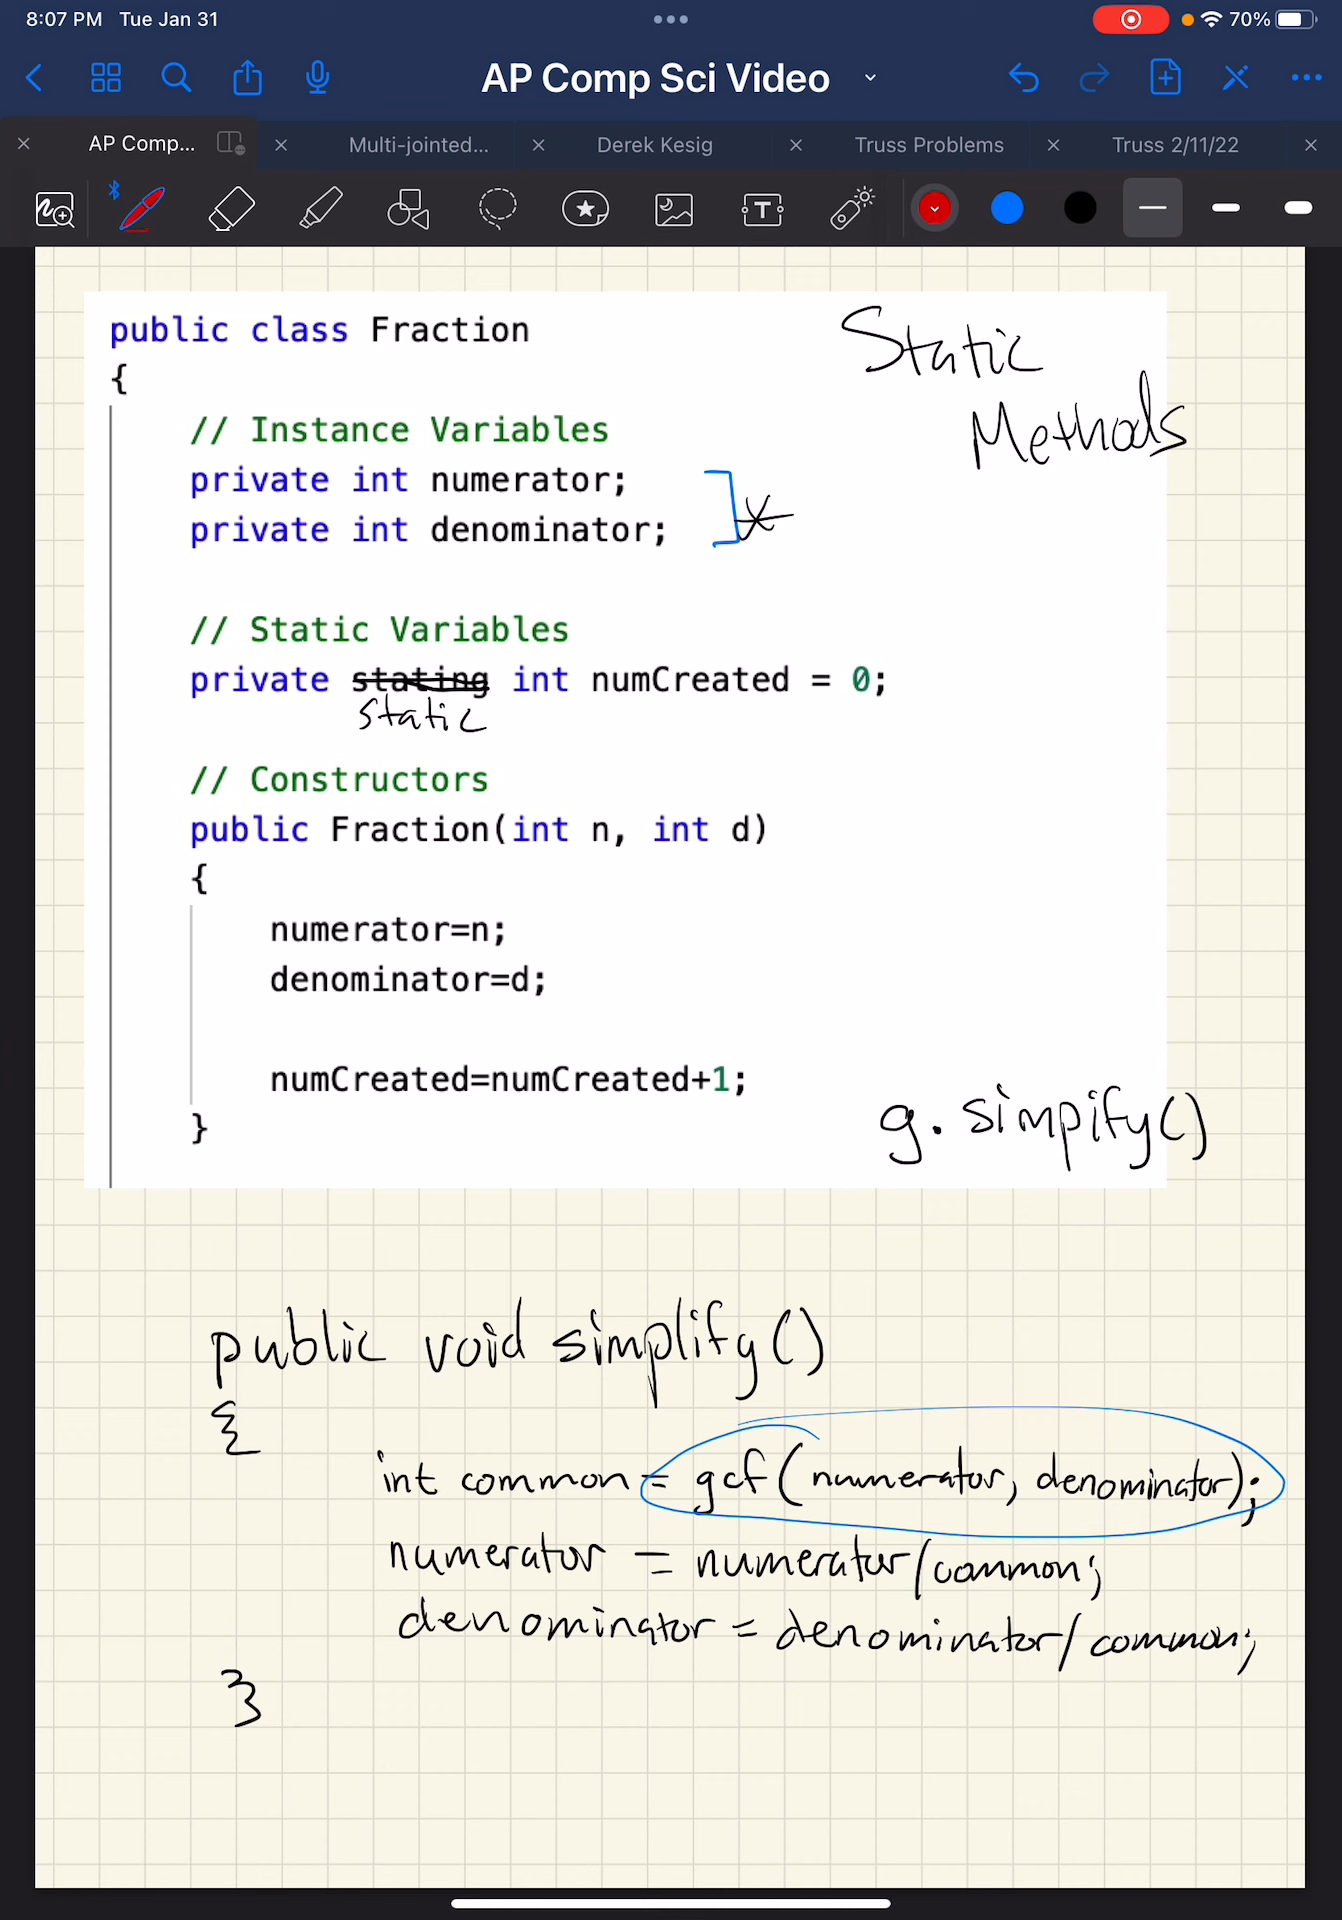 8:07 PM Tue Jan 31
70%
AP Comp Sci Video
AP Comp...
Multi-jointed...
Derek Kesig
Truss Problems
Truss 2/11/22
public class Fraction
Static
{
Methods
// Instance Variables
private int numerator;
private int denominator;
// Static Variables
private stating int numCreated = 0;
static
// Constructors
public Fraction(int n, int d)
{
numerator=n;
denominator=d;
numCreated=numCreated+1;
}
g.simpify()
public void simplify()
{
int common = gcf(numerator, denominator);
numerator = numerator/common;
denominator = denominator/common;
}